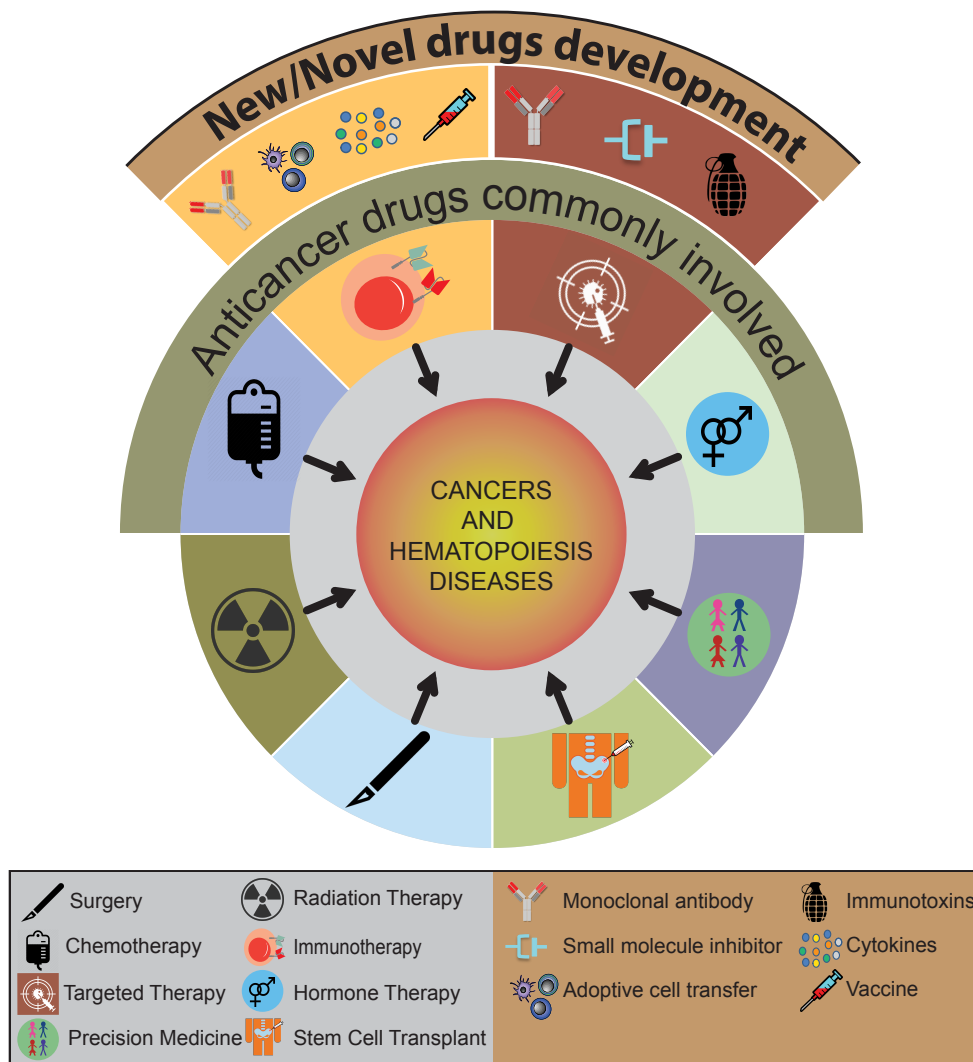 New/Novel drugs development
Anticancer drugs commonly involved
CANCERS
AND
HEMATOPOIESIS
DISEASES
Surgery
Radiation Therapy
Monoclonal antibody
Immunotoxins
Chemotherapy
Immunotherapy
Small molecule inhibitor
Cytokines
Targeted Therapy
Hormone Therapy
Adoptive cell transfer
Vaccine
Precision Medicine
Stem Cell Transplant